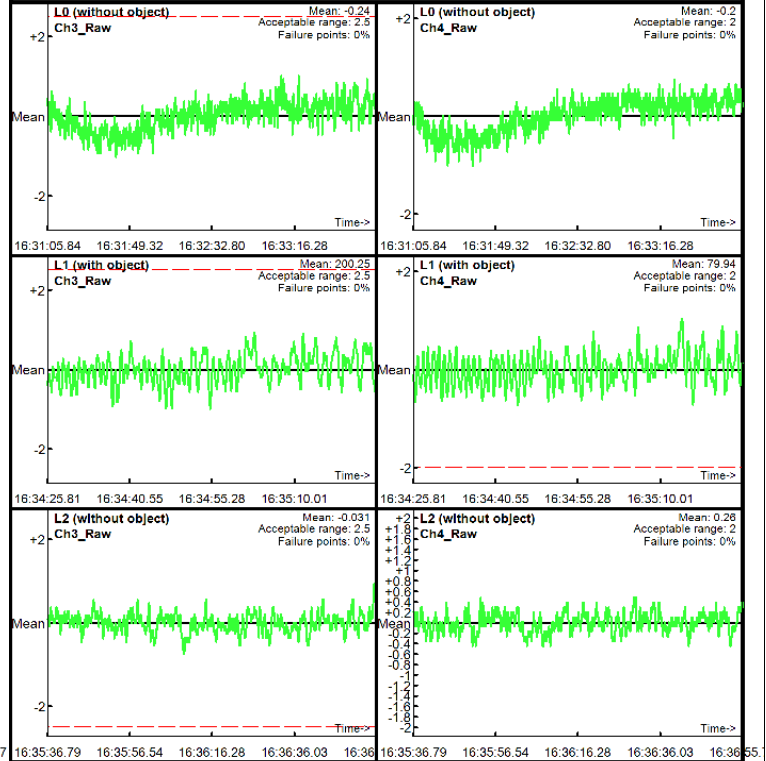 L0 (without object) Mean: -0.24
Ch3_Raw Acceptable range: 2.5
Failure points: 0%
+2
Mean
-2
Time->
16:31:05.84 16:31:49.32 16:32:32.80 16:33:16.28
L0 (without object) Mean: -0.2
Ch4_Raw Acceptable range: 2
Failure points: 0%
+2
Mean
-2
Time->
16:31:05.84 16:31:49.32 16:32:32.80 16:33:16.28
L1 (with object) Mean: 200.25
Ch3_Raw Acceptable range: 2.5
Failure points: 0%
+2
Mean
-2
Time->
16:34:25.81 16:34:40.55 16:34:55.28 16:35:10.01
L1 (with object) Mean: 79.94
Ch4_Raw Acceptable range: 2
Failure points: 0%
+2
Mean
-2
Time->
16:34:25.81 16:34:40.55 16:34:55.28 16:35:10.01
L2 (without object) Mean: -0.031
Ch3_Raw Acceptable range: 2.5
Failure points: 0%
+2
Mean
-2
Time->
7 16:35:36.79 16:35:56.54 16:36:16.28 16:36:36.03 16:36
L2 (without object) Mean: 0.26
Ch4_Raw Acceptable range: 2
Failure points: 0%
+2
+1.8
+1.6
+1.4
+1.2
+1
+0.8
+0.6
+0.4
+0.2
Mean
-0.2
-0.4
-0.6
-0.8
-1
-1.2
-1.4
-1.6
-1.8
-2
Time->
16:35:36.79 16:35:56.54 16:36:16.28 16:36:36.03 16:36 55.7